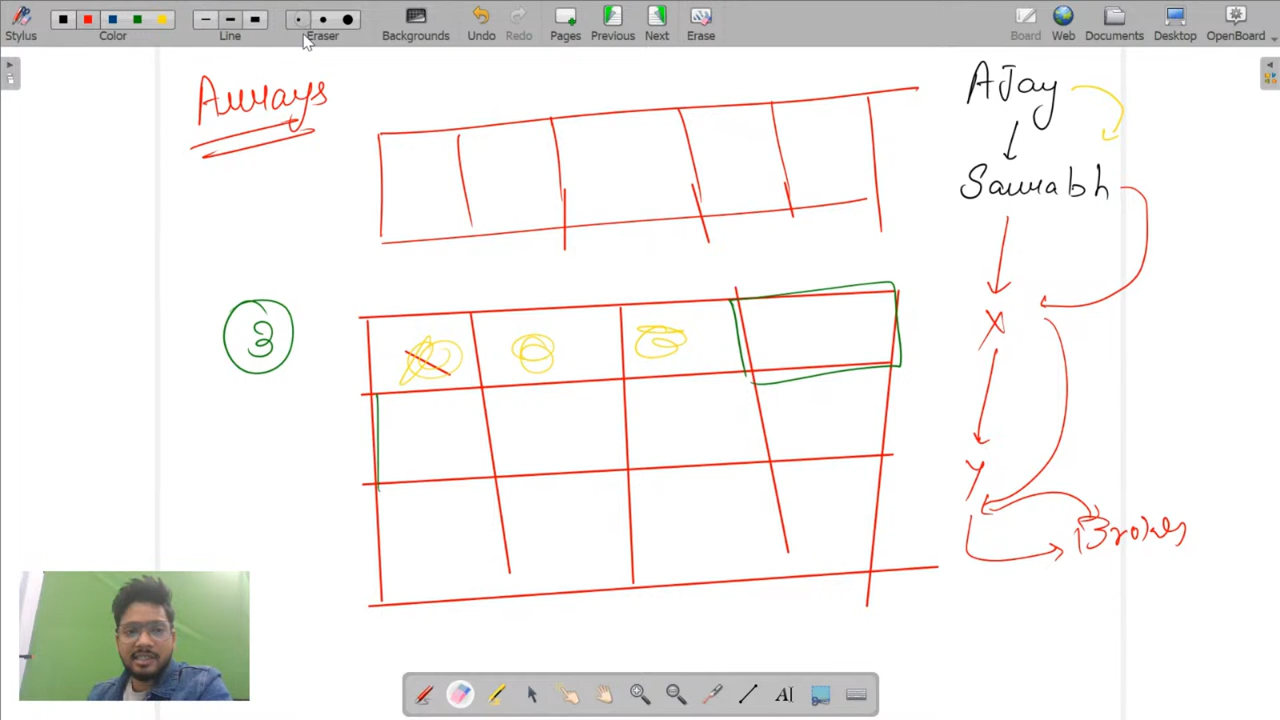 Stylus
Color
Line
Eraser
Backgrounds
Undo
Redo
Pages
Previous
Next
Erase
Board
Web
Documents
Desktop
OpenBoard
Arrays
AJay
Saurabh
3
X
Y
AI